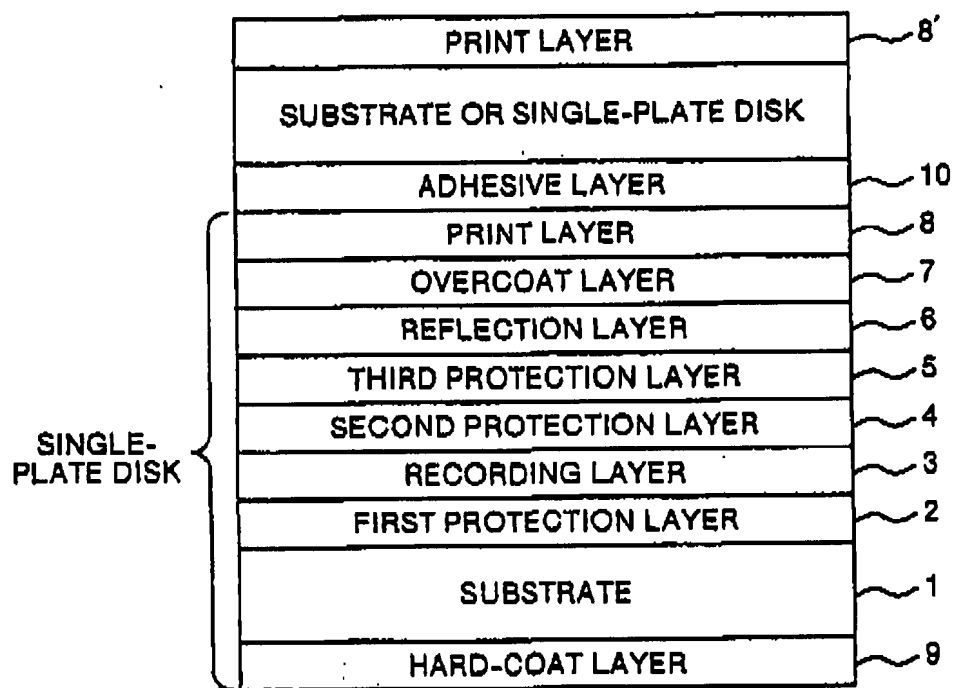 PRINT LAYER 8′
SUBSTRATE OR SINGLE-PLATE DISK
ADHESIVE LAYER 10
PRINT LAYER 8
OVERCOAT LAYER 7
REFLECTION LAYER 6
THIRD PROTECTION LAYER 5
SECOND PROTECTION LAYER 4
SINGLE-
PLATE DISK
RECORDING LAYER 3
FIRST PROTECTION LAYER 2
SUBSTRATE 1
HARD-COAT LAYER 9